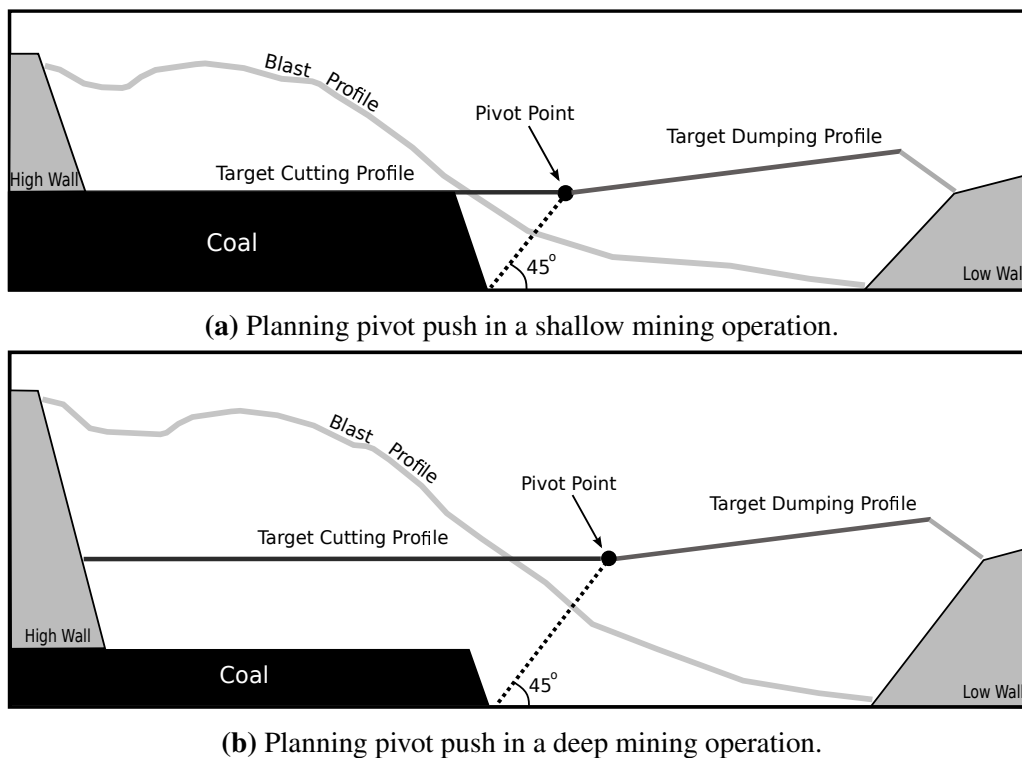 Blast Profile
Pivot Point
Target Dumping Profile
Target Cutting Profile
High Wall
Coal
45°
Low Wall
(a) Planning pivot push in a shallow mining operation.
Blast Profile
Pivot Point
Target Dumping Profile
Target Cutting Profile
High Wall
Coal
45°
Low Wall
(b) Planning pivot push in a deep mining operation.